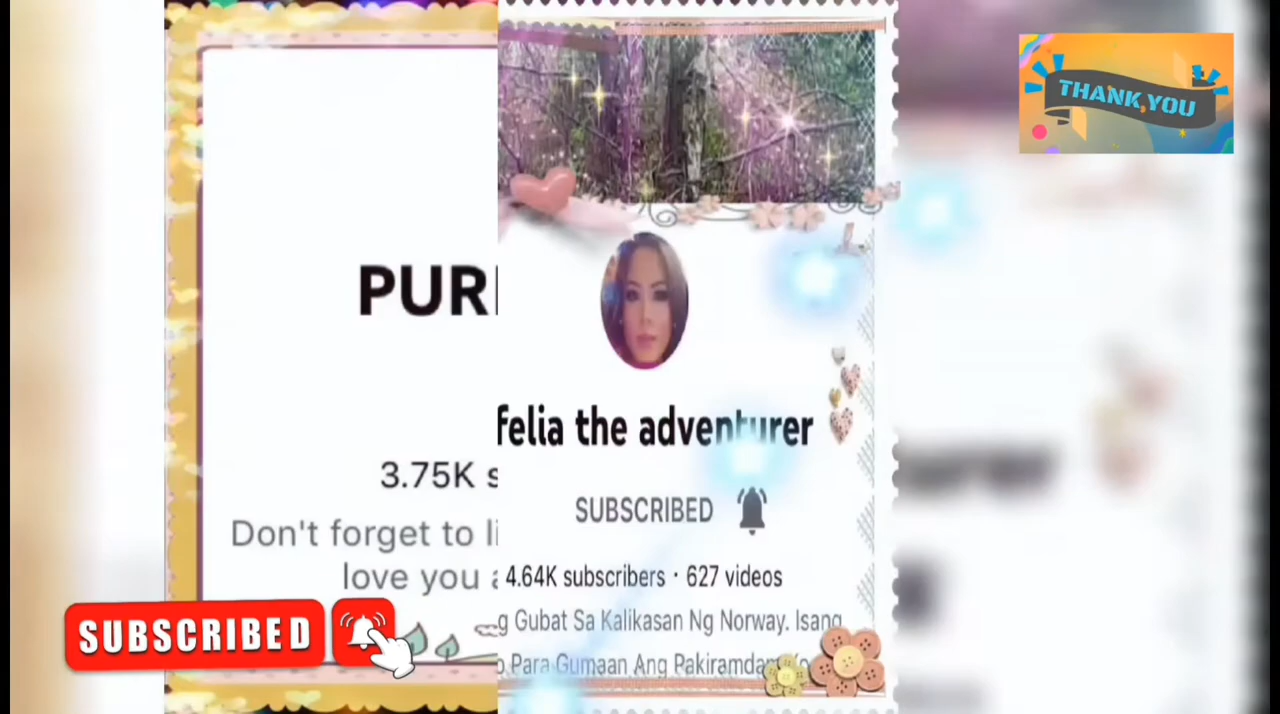 THANK YOU
PUR
felia the adventurer
3.75K s
SUBSCRIBED
Don't forget to li
4.64K subscribers · 627 videos
love you a
g Gubat Sa Kalikasan Ng Norway. Isang
SUBSCRIBED
Para Gumaan Ang Pakiramdam